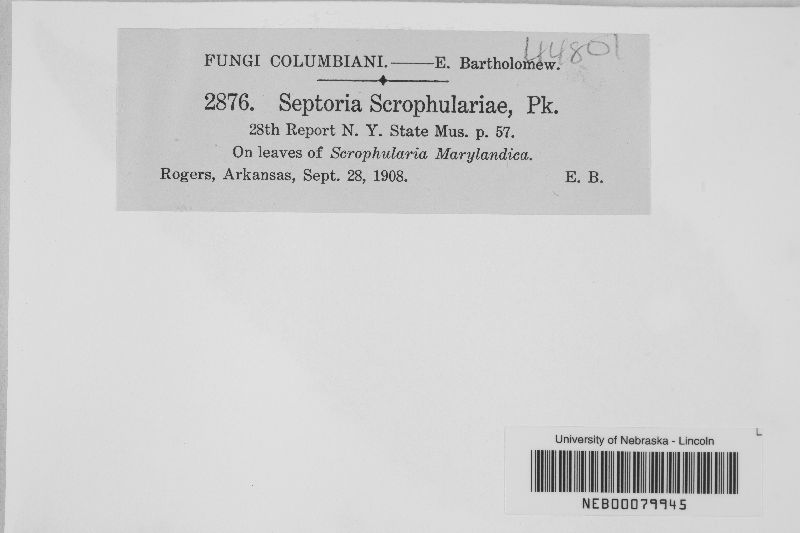 44801
FUNGI COLUMBIANI.——E. Bartholomew.
2876. Septoria Scrophulariae, Pk.
28th Report N. Y. State Mus. p. 57.
On leaves of Scrophularia Marylandica.
Rogers, Arkansas, Sept. 28, 1908. E. B.
University of Nebraska - Lincoln
L
NEB00079945